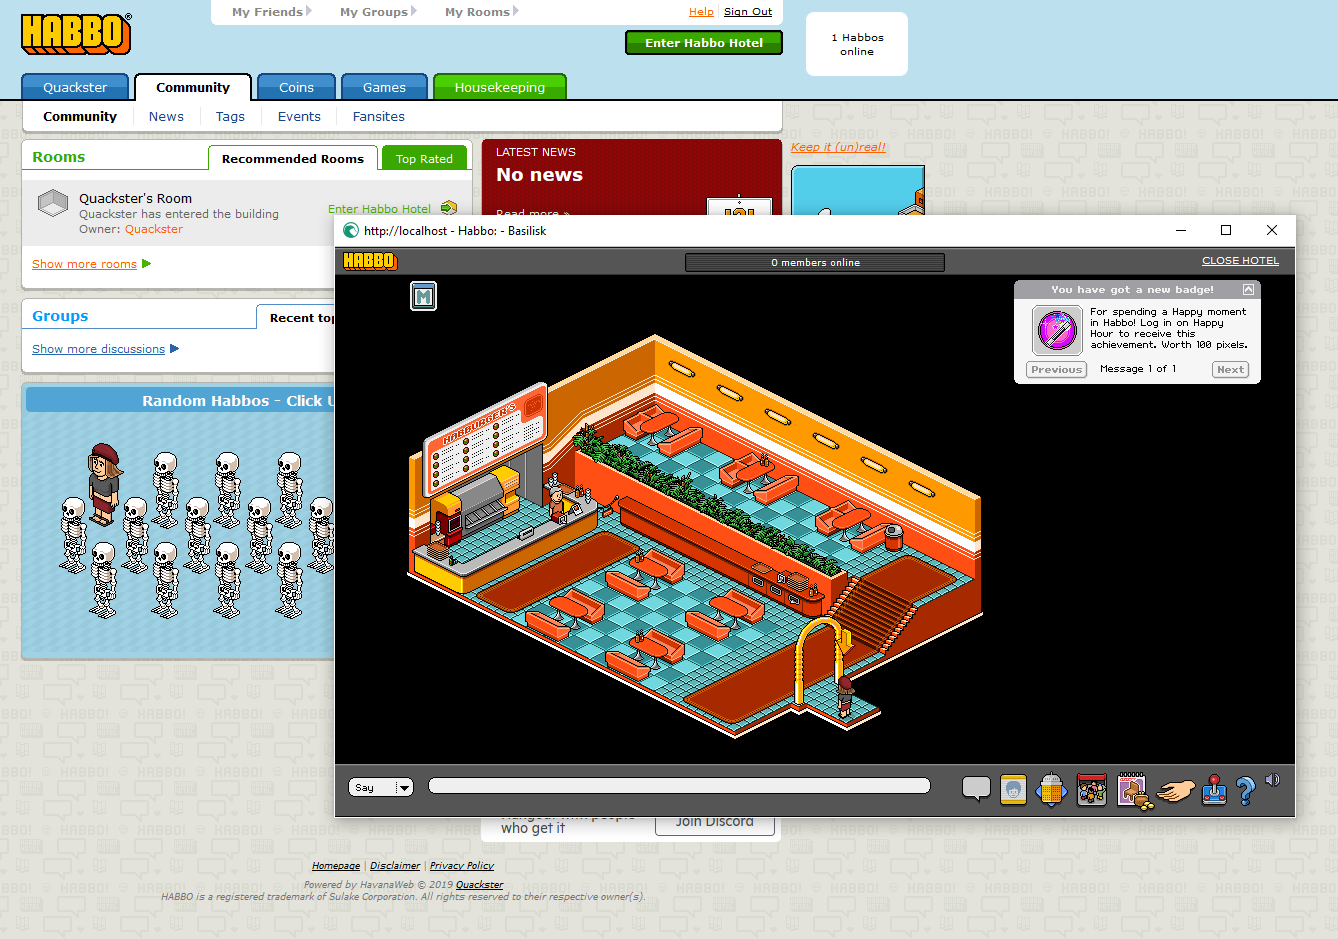 HABBO
My Friends
My Groups
My Rooms
Help
Sign Out
Enter Habbo Hotel
1 Habbos
online
Quackster
Community
Coins
Games
Housekeeping
Community
News
Tags
Events
Fansites
Rooms
Recommended Rooms
Top Rated
Quackster's Room
Quackster has entered the building
Owner: Quackster
Enter Habbo Hotel
Show more rooms
LATEST NEWS
No news
Read more »
Keep it (un)real!
Groups
Recent top
Show more discussions
Random Habbos - Click U
http://localhost - Habbo: - Basilisk
HABBO
0 members online
CLOSE HOTEL
M
You have got a new badge!
For spending a Happy moment
in Habbo! Log in on Happy
Hour to receive this
achievement. Worth 100 pixels.
Previous
Message 1 of 1
Next
HABBURGER'S
Say
who get it
Join Discord
Homepage | Disclaimer | Privacy Policy
Powered by HavanaWeb © 2019 Quackster
HABBO is a registered trademark of Sulake Corporation. All rights reserved to their respective owner(s).